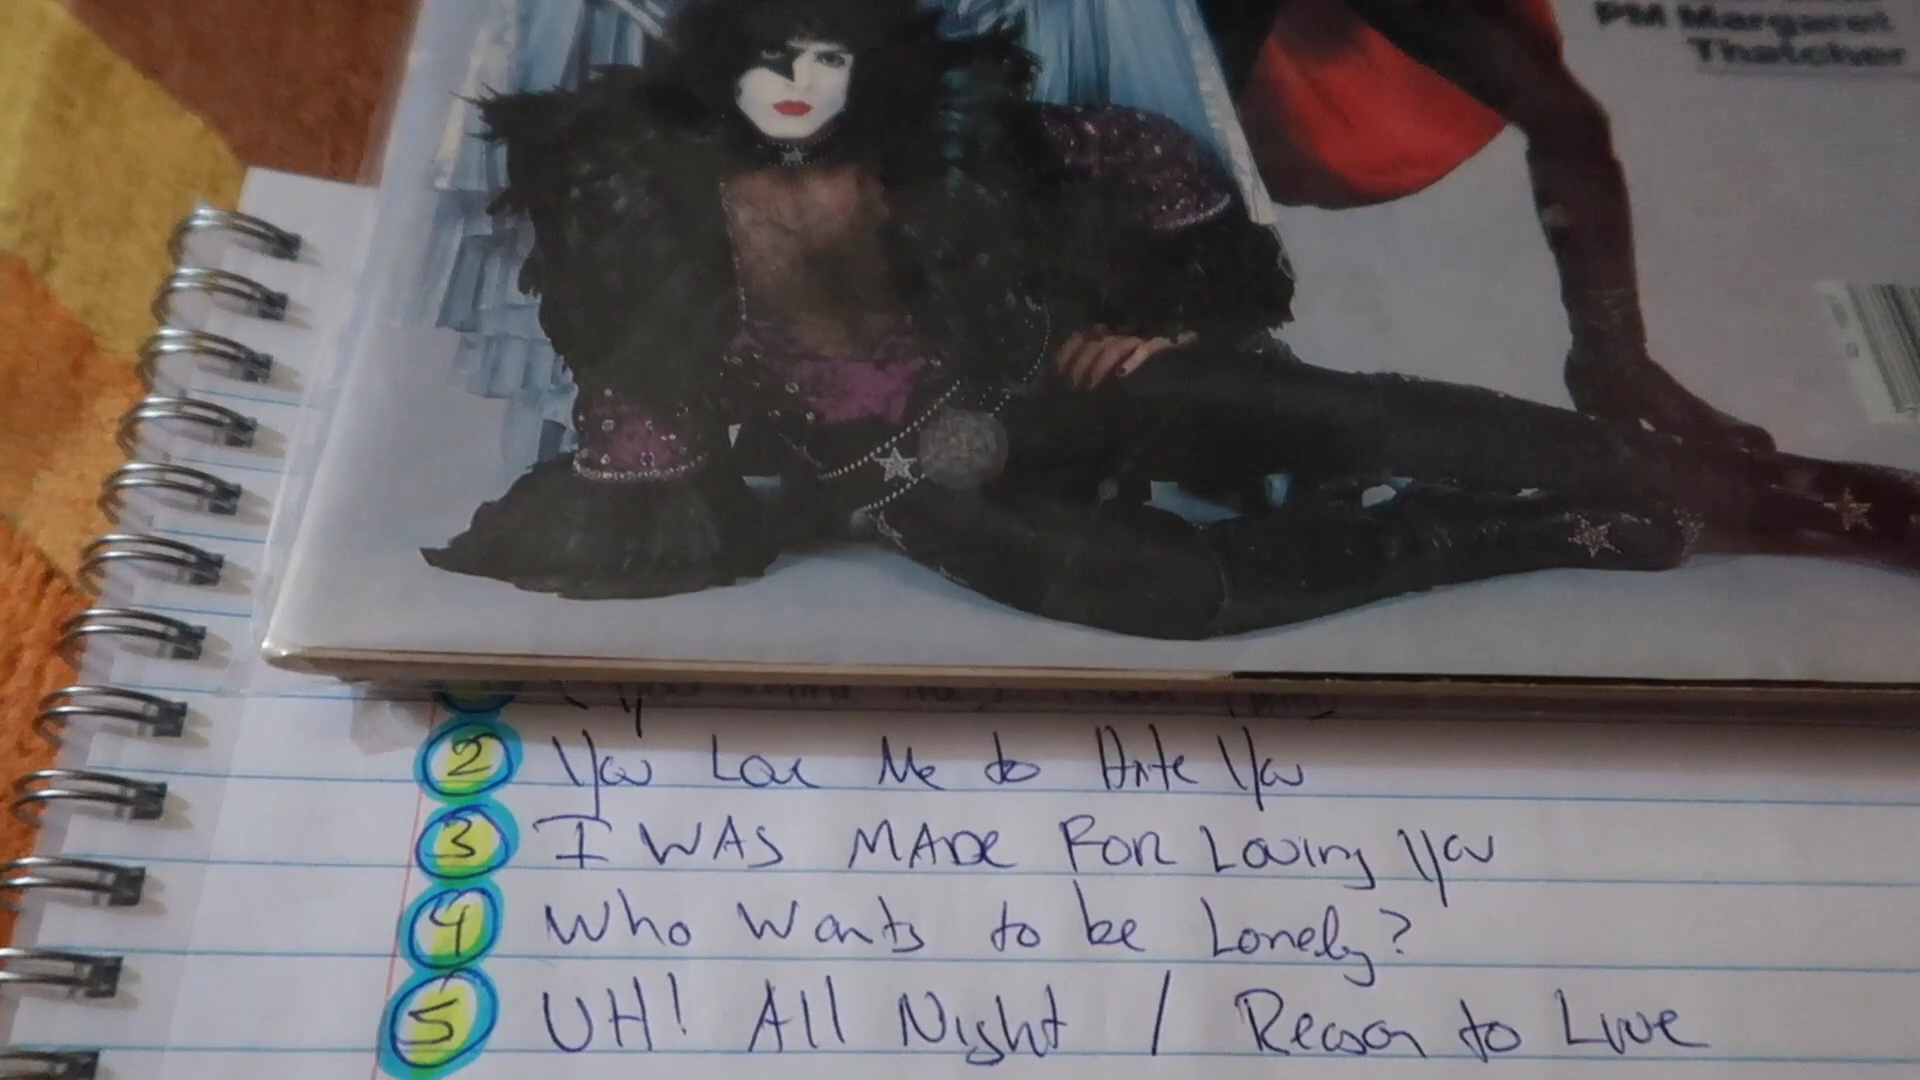 PM Margaret
Thatcher
2 You Love Me to Hate You
3 I WAS MADE FOR Loving You
4 Who Wants to be Lonely?
5 UH! All Night / Reason to Live